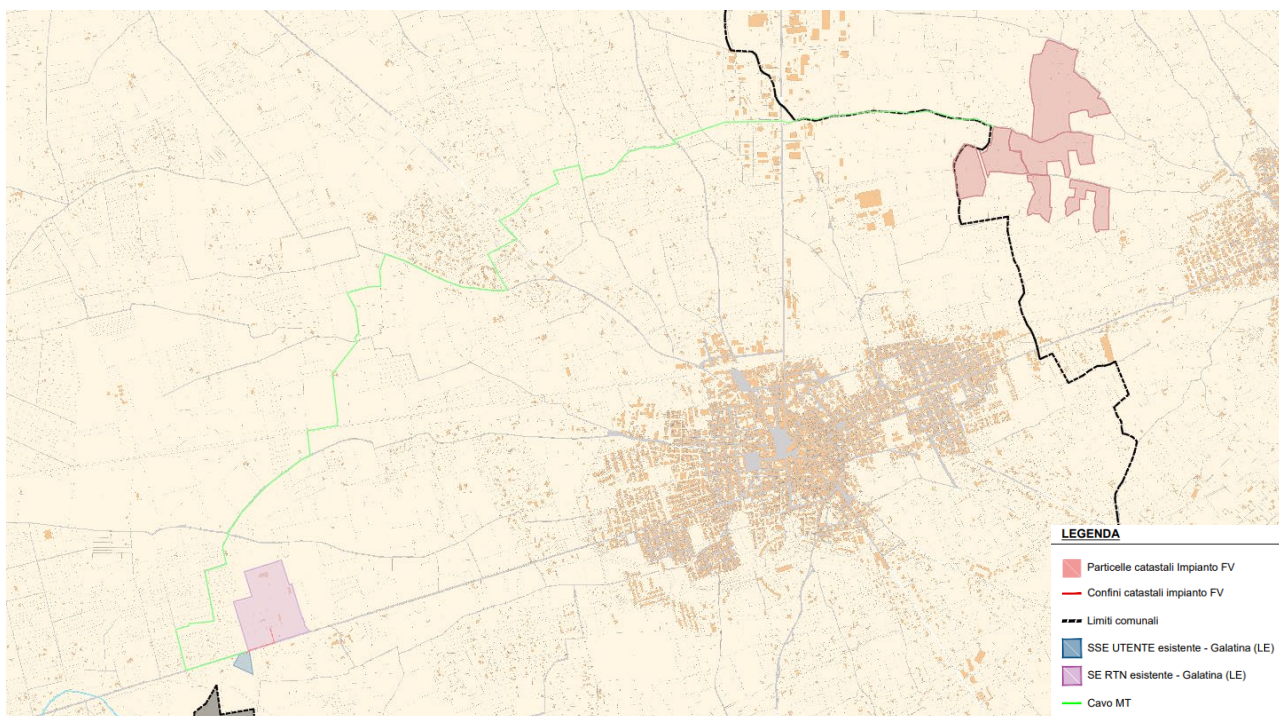 LEGENDA
Particelle catastali Impianto FV
Confini catastali impianto FV
Limiti comunali
SSE UTENTE esistente - Galatina (LE)
SE RTN esistente - Galatina (LE)
Cavo MT